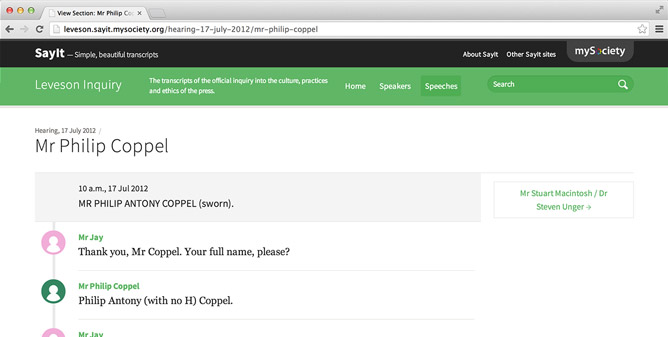 View Section: Mr Philip Co
leveson.sayit.mysociety.org/hearing-17-july-2012/mr-philip-coppel
SayIt — Simple, beautiful transcripts
About SayIt Other SayIt sites mySociety
Leveson Inquiry
The transcripts of the official inquiry into the culture, practices
and ethics of the press.
Home Speakers Speeches
Search
Hearing, 17 July 2012 /
Mr Philip Coppel
10 a.m., 17 Jul 2012
MR PHILIP ANTONY COPPEL (sworn).
Mr Stuart Macintosh / Dr
Steven Unger →
Mr Jay
Thank you, Mr Coppel. Your full name, please?
Mr Philip Coppel
Philip Antony (with no H) Coppel.
Mr Jay